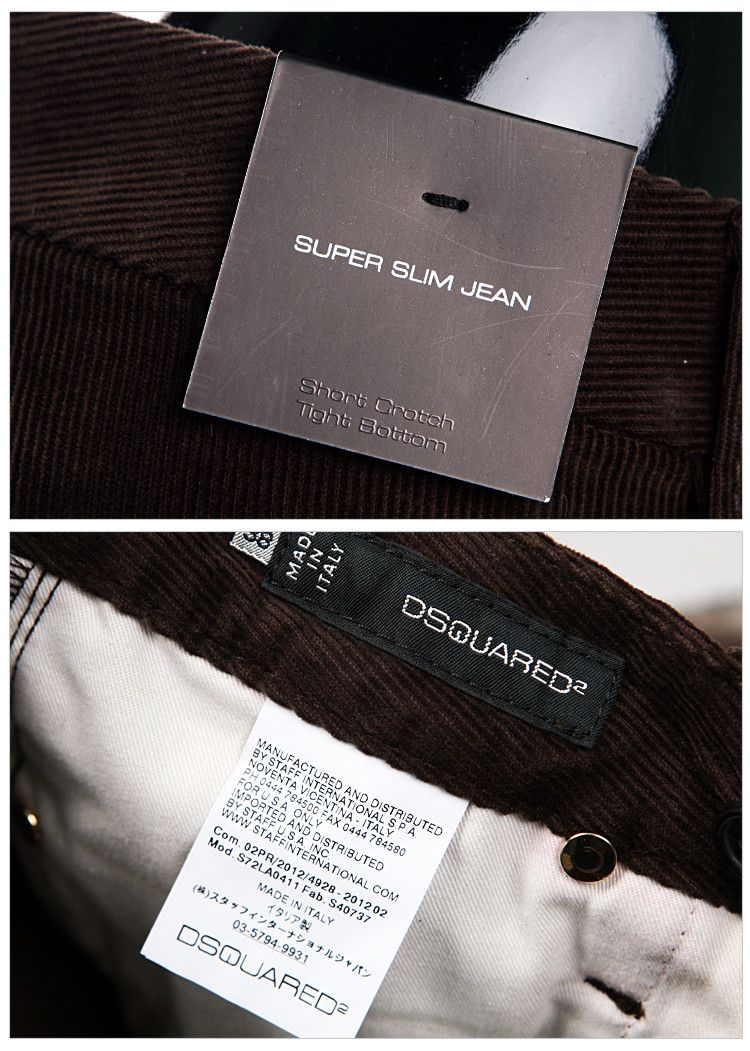 SUPER SLIM JEAN
Short Crotch
Tight Bottom
MADE
IN
ITALY
DSQUARED2
MANUFACTURED AND DISTRIBUTED
BY STAFF INTERNATIONAL S.P.A.
NOVENTA VICENTINA - ITALY
PH 0444 784500 FAX 0444 784580
FOR U.S.A. ONLY
IMPORTED AND DISTRIBUTED
BY STAFF U.S.A. INC.
WWW.STAFFINTERNATIONAL.COM
Com. 02PR/2012/4928 - 201202
Mod. S72LA0411 Fab. S40737
MADE IN ITALY
イタリア製
(株)スタッフインターナショナルジャパン
03-5794-9931
DSQUARED2